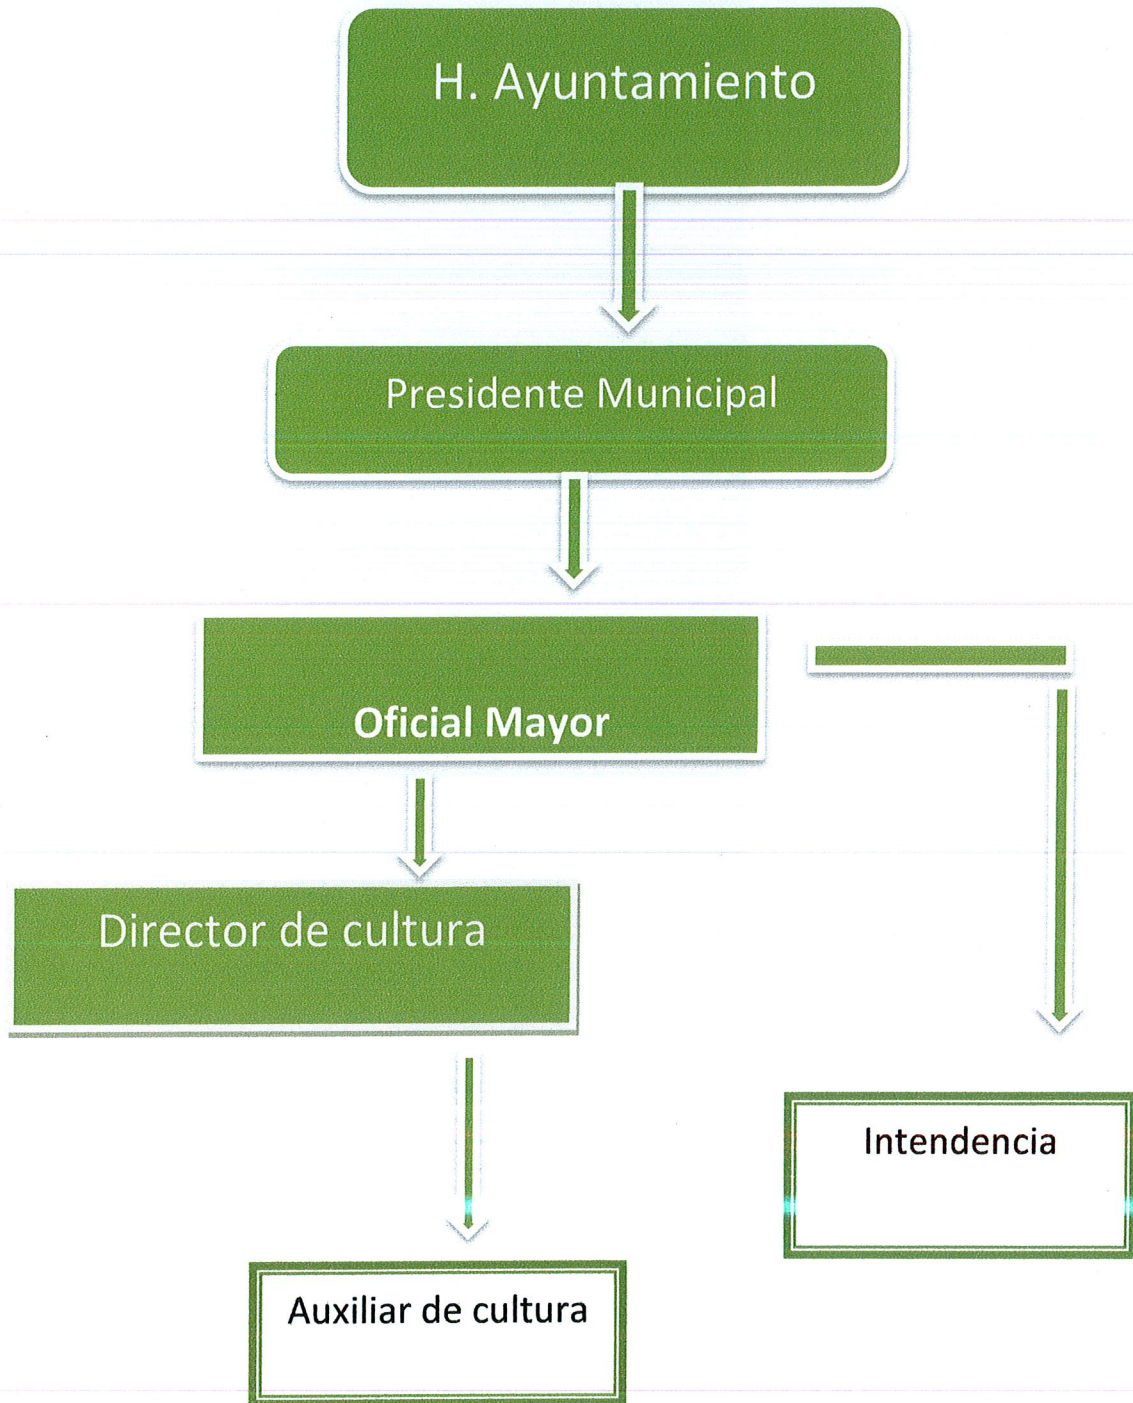 H. Ayuntamiento
Presidente Municipal
Oficial Mayor
Director de cultura
Intendencia
Auxiliar de cultura